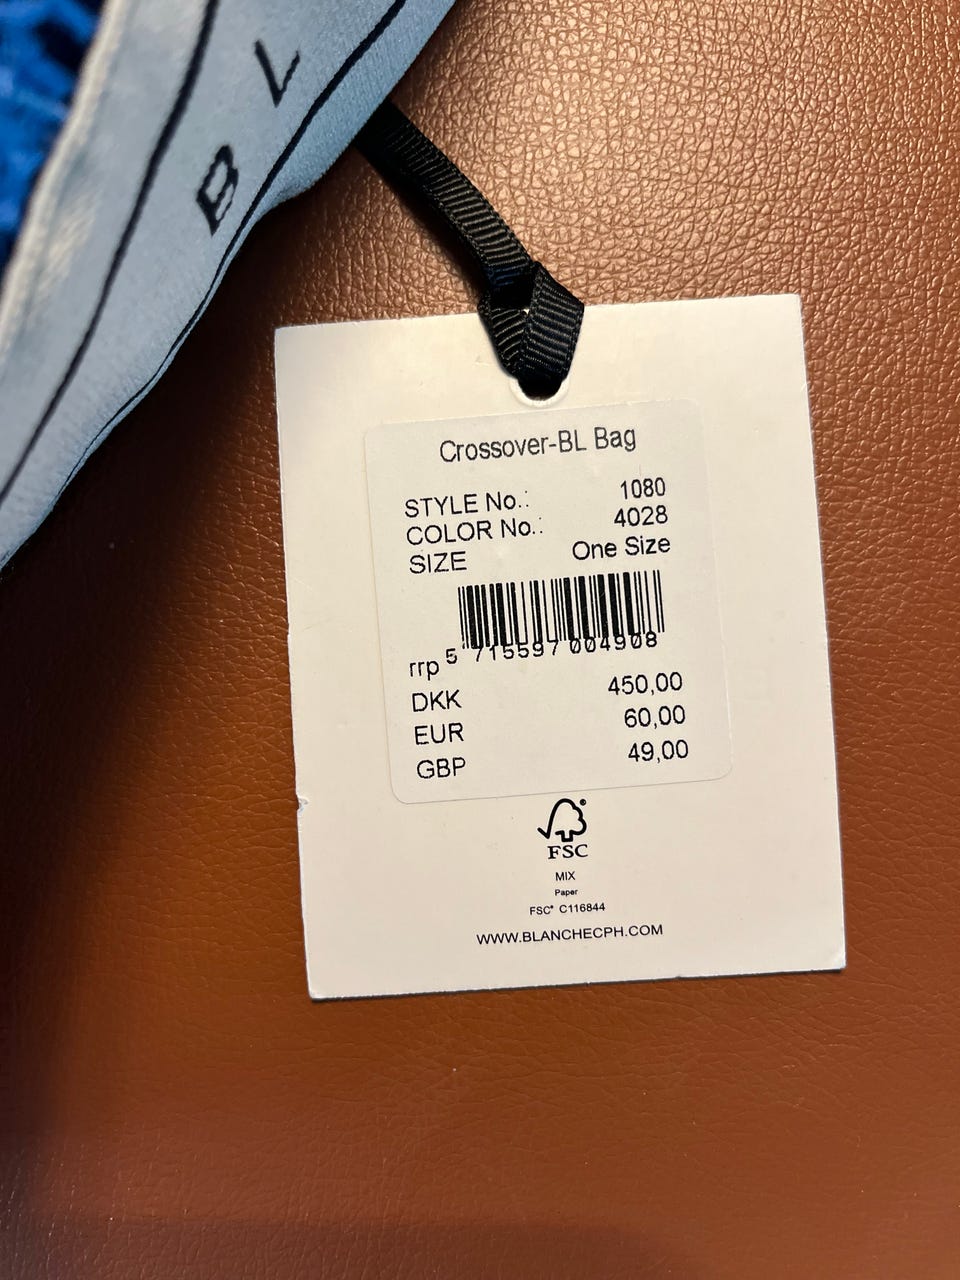 B L
Crossover-BL Bag
STYLE No.: 1080
COLOR No.: 4028
SIZE One Size
5 715597 004908
rrp
DKK 450,00
EUR 60,00
GBP 49,00
FSC®
MIX
Paper
FSC® C116844
WWW.BLANCHECPH.COM